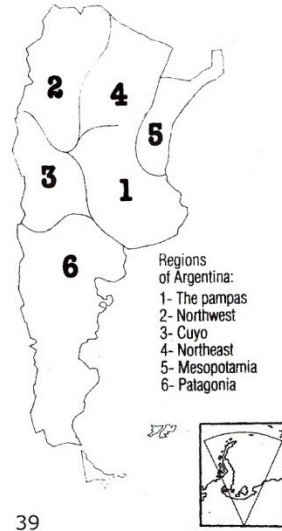 2
4
5
3
1
6
Regions
of Argentina:
1- The pampas
2- Northwest
3- Cuyo
4- Northeast
5- Mesopotamia
6- Patagonia
39